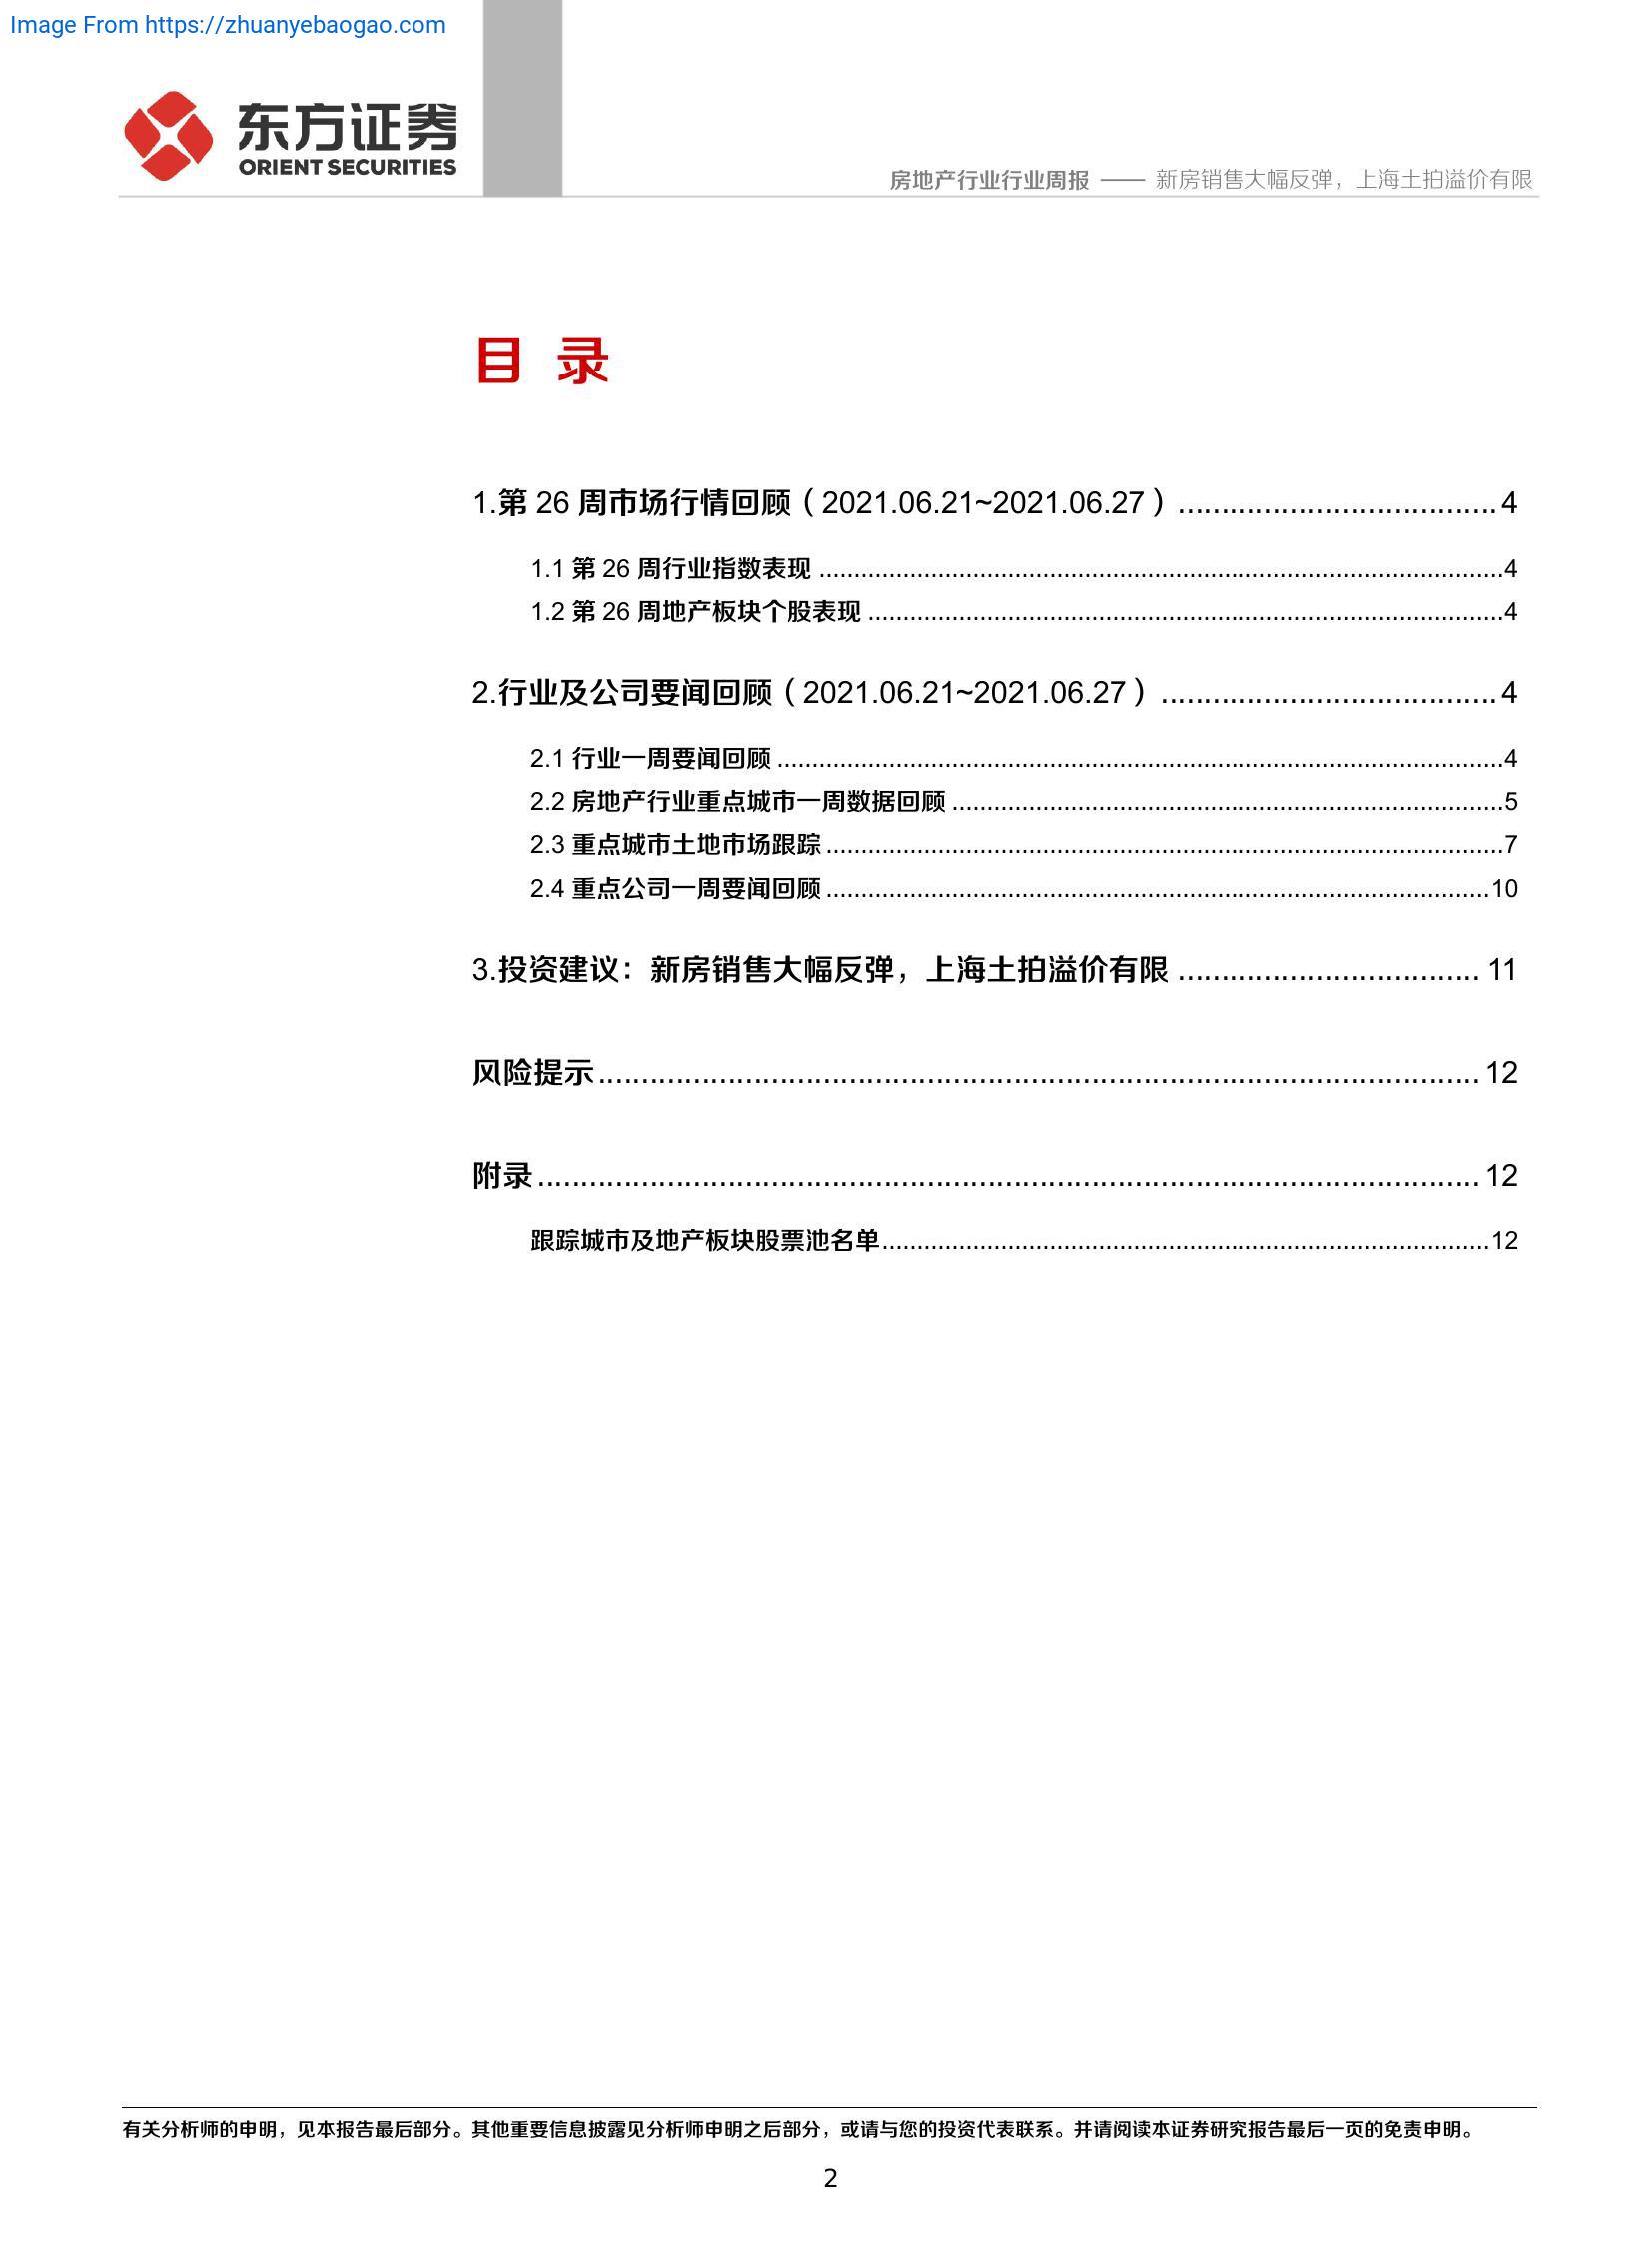 Image From https://zhuanyebaogao.com
东方证券
ORIENT SECURITIES
房地产行业行业周报 —— 新房销售大幅反弹，上海土拍溢价有限
目 录
1.第 26 周市场行情回顾（2021.06.21~2021.06.27）..................................... 4
1.1 第 26 周行业指数表现 ..................................................................................................4
1.2 第 26 周地产板块个股表现 ...........................................................................................4
2.行业及公司要闻回顾（2021.06.21~2021.06.27）....................................... 4
2.1 行业一周要闻回顾 ........................................................................................................4
2.2 房地产行业重点城市一周数据回顾 ...............................................................................5
2.3 重点城市土地市场跟踪 .................................................................................................7
2.4 重点公司一周要闻回顾 ...............................................................................................10
3.投资建议：新房销售大幅反弹，上海土拍溢价有限 ................................... 11
风险提示...................................................................................................... 12
附录............................................................................................................. 12
跟踪城市及地产板块股票池名单.......................................................................................12
有关分析师的申明，见本报告最后部分。其他重要信息披露见分析师申明之后部分，或请与您的投资代表联系。并请阅读本证券研究报告最后一页的免责申明。
2